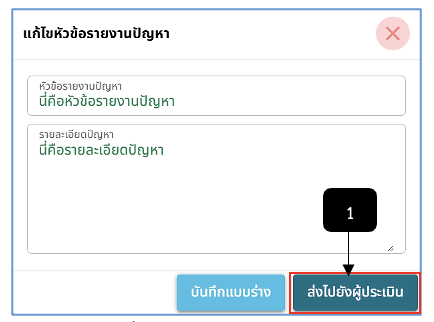 แก้ไขหัวข้อรายงานปัญหา
หัวข้อรายงานปัญหา
นี่คือหัวข้อรายงานปัญหา
รายละเอียดปัญหา
นี่คือรายละเอียดปัญหา
1
บันทึกแบบร่าง
ส่งไปยังผู้ประเมิน